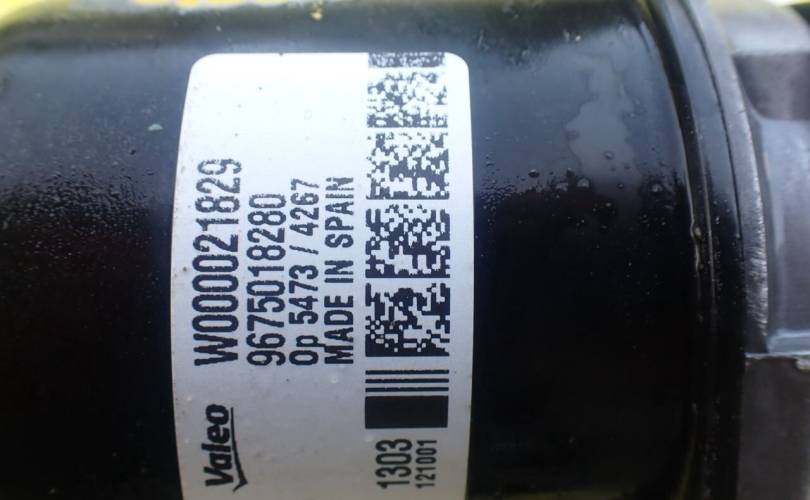 Valeo
W000021829
9675018280
Op 5473 / 4267
MADE IN SPAIN
1303
121001